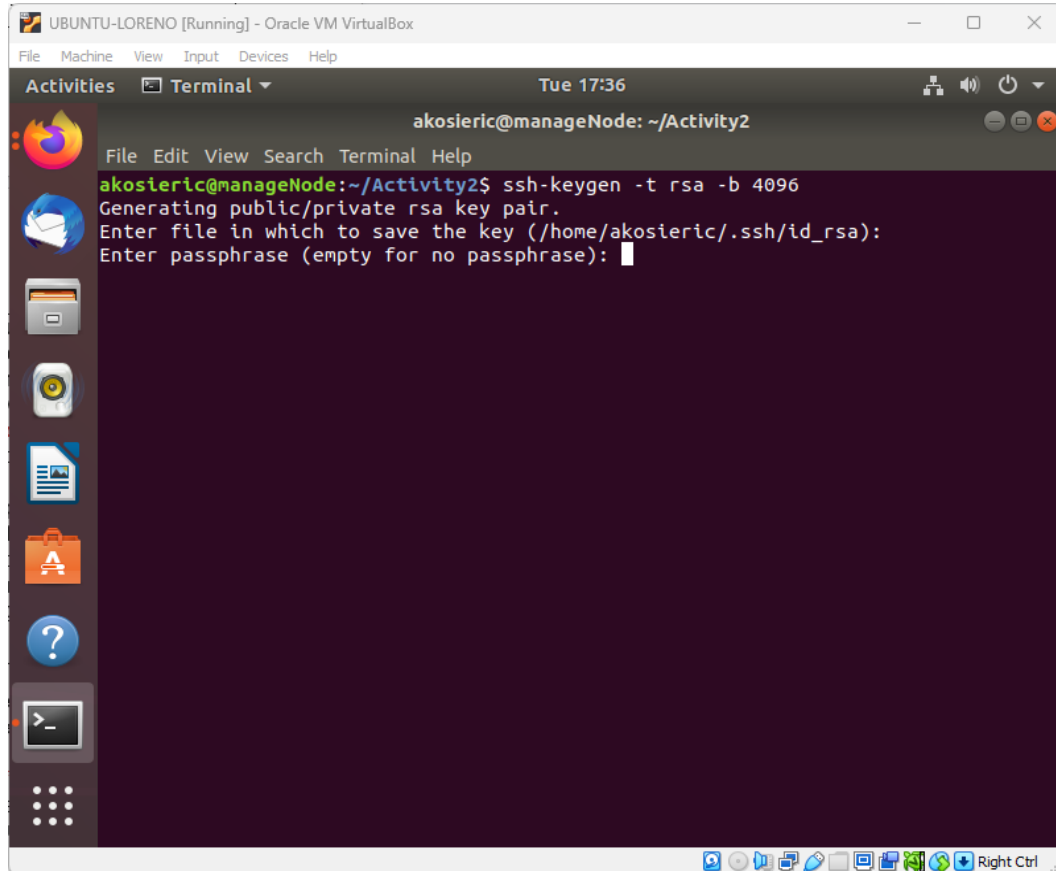 UBUNTU-LORENO [Running] - Oracle VM VirtualBox
File Machine View Input Devices Help
Activities Terminal Tue 17:36
akosieric@manageNode: ~/Activity2
File Edit View Search Terminal Help
akosieric@manageNode:~/Activity2$ ssh-keygen -t rsa -b 4096
Generating public/private rsa key pair.
Enter file in which to save the key (/home/akosieric/.ssh/id_rsa):
Enter passphrase (empty for no passphrase):
Right Ctrl